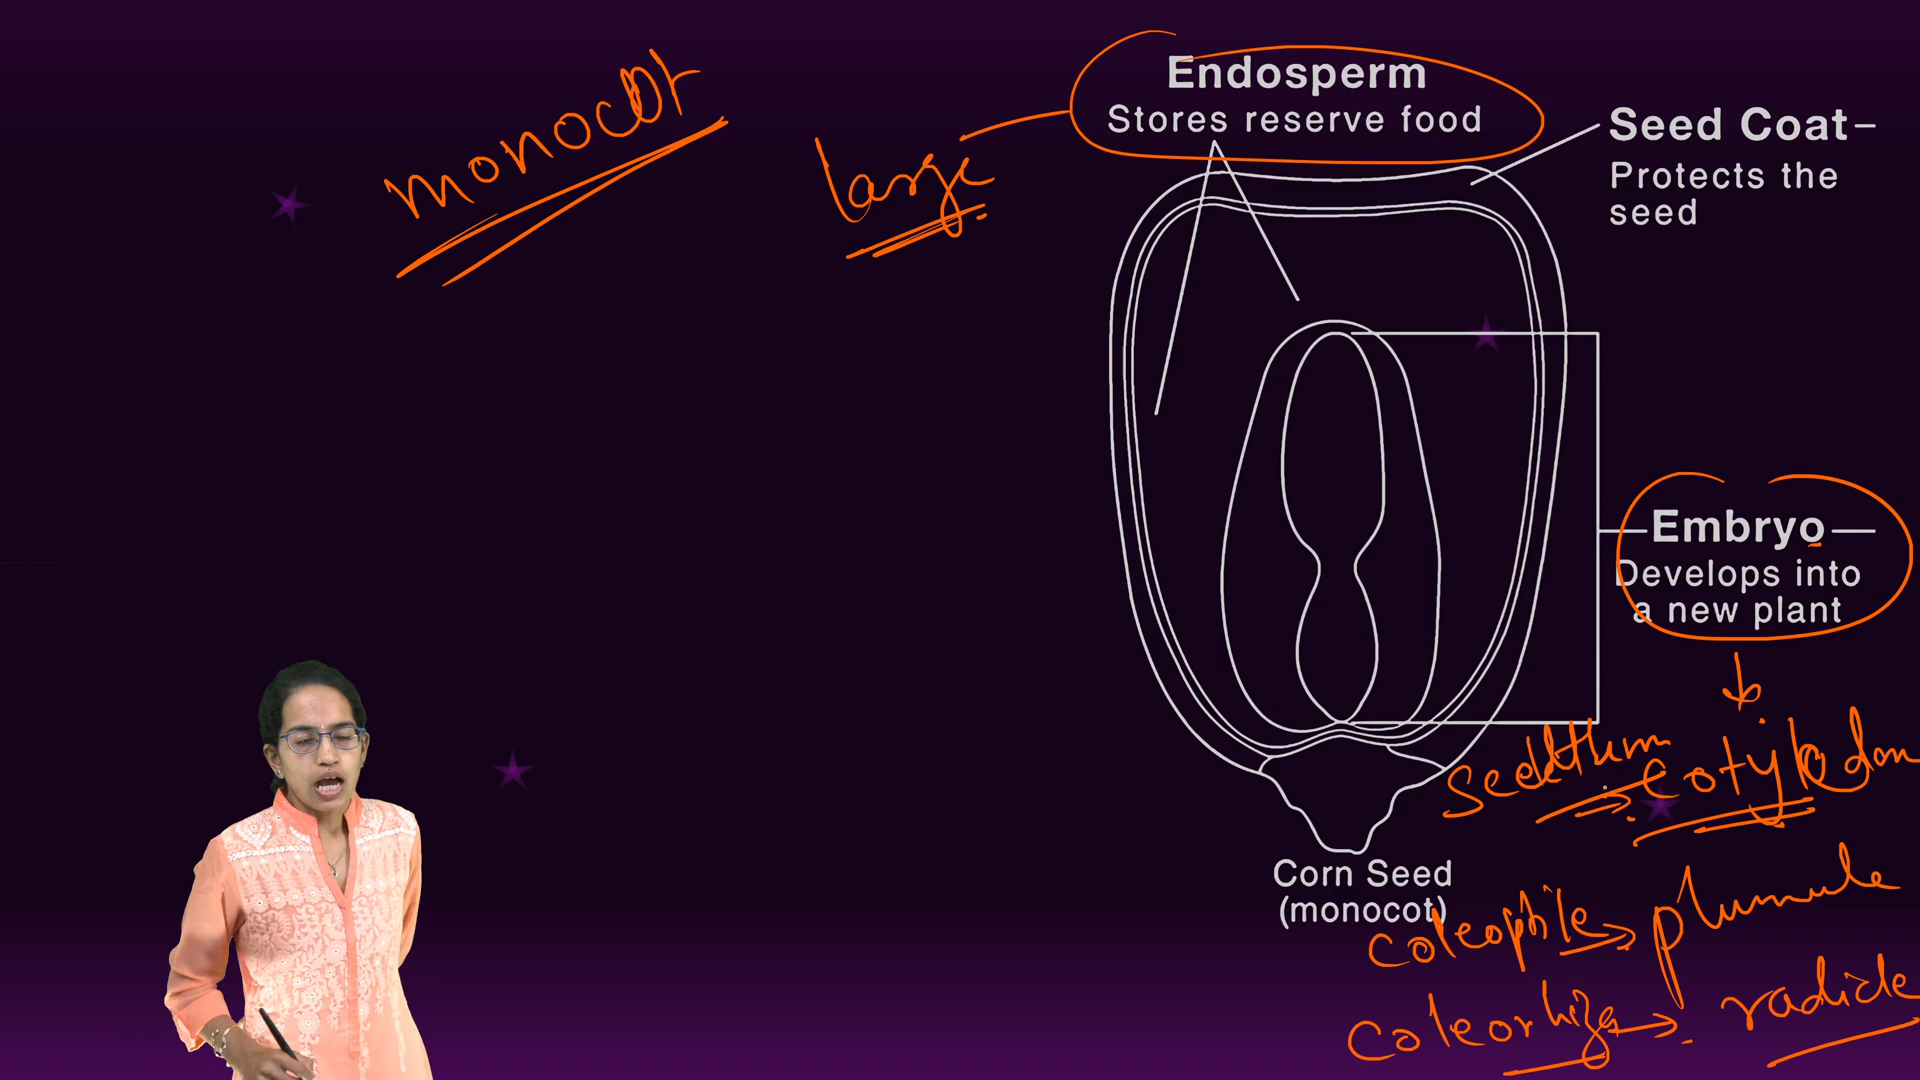 monocot
large
Endosperm
Stores reserve food
Seed Coat-
Protects the
seed
Embryo
Develops into
a new plant
cotyledon
Corn Seed
(monocot)
coleoptile → plumule
coleorhiza → radicle